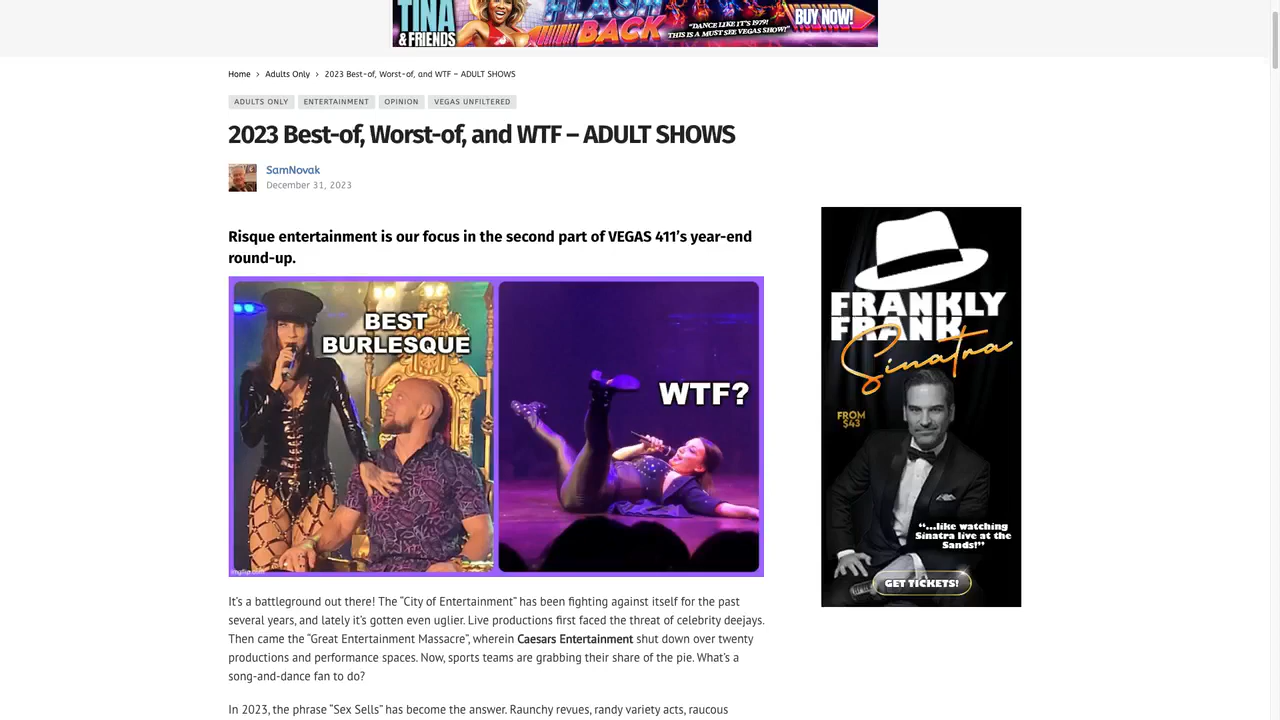 TINA
& FRIENDS
FLASH
BACK
"DANCE LIKE IT'S 1979!
THIS IS A MUST SEE VEGAS SHOW!"
BUY NOW!
Home › Adults Only › 2023 Best-of, Worst-of, and WTF – ADULT SHOWS
ADULTS ONLY ENTERTAINMENT OPINION VEGAS UNFILTERED
2023 Best-of, Worst-of, and WTF – ADULT SHOWS
SamNovak
December 31, 2023
Risque entertainment is our focus in the second part of VEGAS 411's year-end
round-up.
BEST
BURLESQUE
WTF?
imgflip.com
It's a battleground out there! The "City of Entertainment" has been fighting against itself for the past
several years, and lately it's gotten even uglier. Live productions first faced the threat of celebrity deejays.
Then came the "Great Entertainment Massacre", wherein Caesars Entertainment shut down over twenty
productions and performance spaces. Now, sports teams are grabbing their share of the pie. What's a
song-and-dance fan to do?
In 2023, the phrase "Sex Sells" has become the answer. Raunchy revues, randy variety acts, raucous
FRANKLY
FRANK
Sinatra
FROM
$43
"...like watching
Sinatra live at the
Sands!"
GET TICKETS!